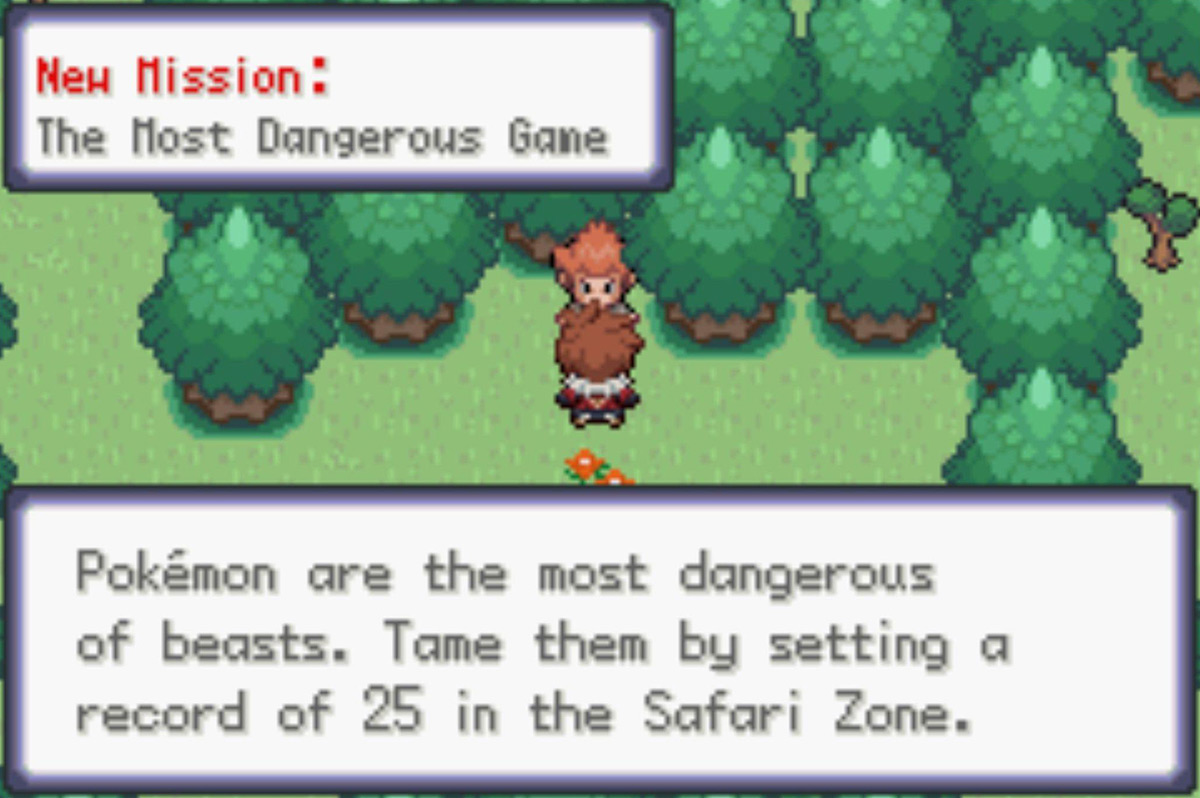 New Mission:
The Most Dangerous Game
Pokémon are the most dangerous
of beasts. Tame them by setting a
record of 25 in the Safari Zone.